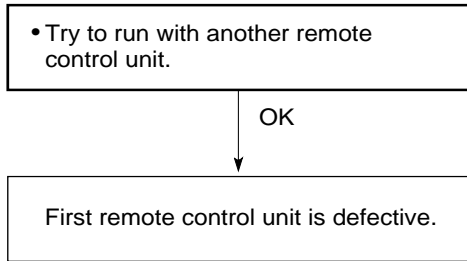 • Try to run with another remote
control unit.
OK
First remote control unit is defective.